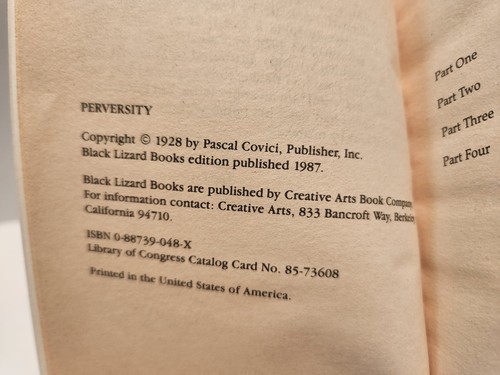 PERVERSITY
Copyright © 1928 by Pascal Covici, Publisher, Inc.
Black Lizard Books edition published 1987.
Black Lizard Books are published by Creative Arts Book Company
For information contact: Creative Arts, 833 Bancroft Way,
California 94710.
ISBN 0-88739-048-X
Library of Congress Catalog Card No. 85-73608
Printed in the United States of America.
Part One
Part Two
Part Three
Part Four